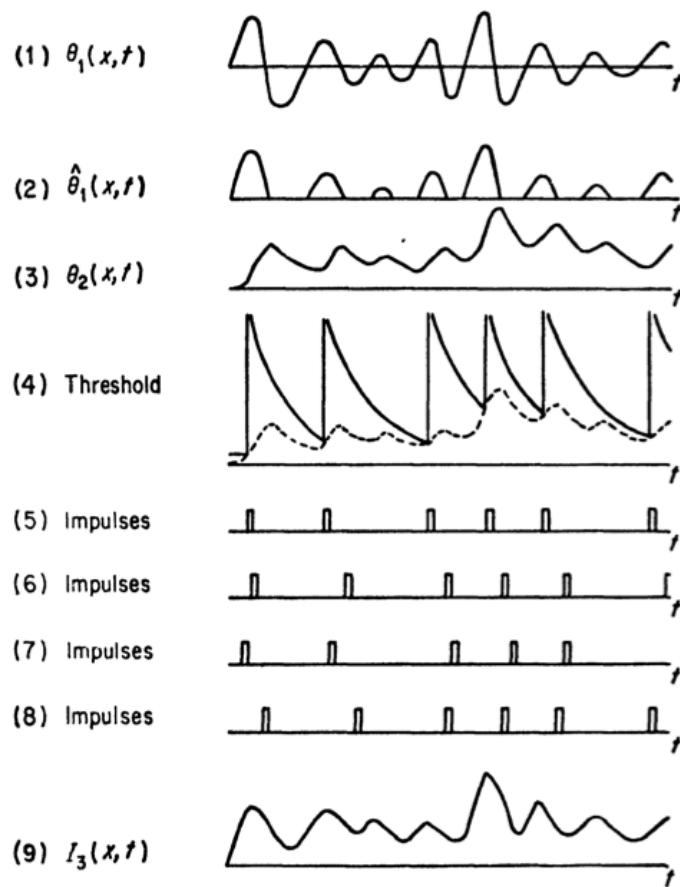 (1) θ₁(x,t)
t
(2) θ̂₁(x,t)
t
(3) θ₂(x,t)
t
(4) Threshold
t
(5) Impulses
t
(6) Impulses
t
(7) Impulses
t
(8) Impulses
t
(9) I₃(x,t)
t